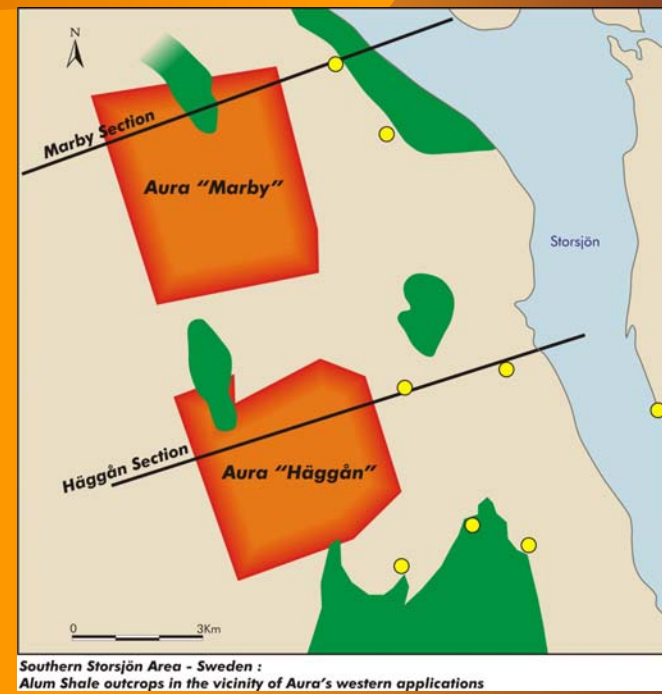 N
Marby Section
Aura “Marby”
Storsjön
Häggån Section
Aura “Häggån”
0 3Km
Southern Storsjön Area - Sweden :
Alum Shale outcrops in the vicinity of Aura's western applications